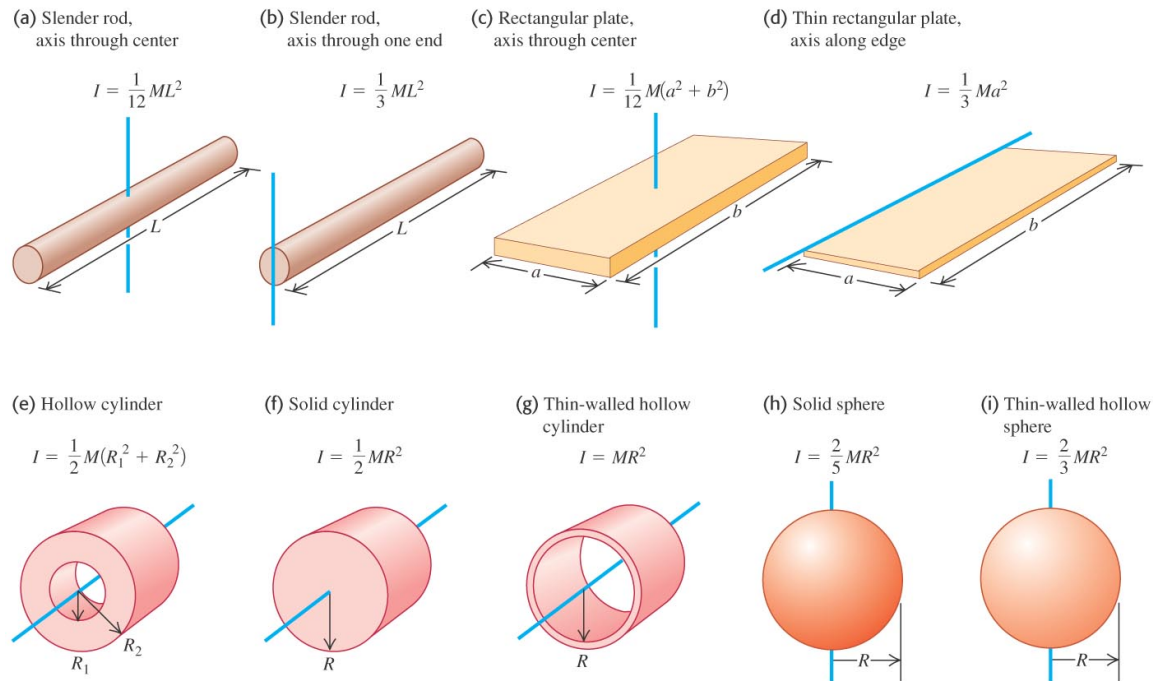 (a) Slender rod,
axis through center
I = 1/12 ML²
L
(b) Slender rod,
axis through one end
I = 1/3 ML²
L
(c) Rectangular plate,
axis through center
I = 1/12 M(a² + b²)
b
a
(d) Thin rectangular plate,
axis along edge
I = 1/3 Ma²
b
a
(e) Hollow cylinder
I = 1/2 M(R₁² + R₂²)
R₁
R₂
(f) Solid cylinder
I = 1/2 MR²
R
(g) Thin-walled hollow
cylinder
I = MR²
R
(h) Solid sphere
I = 2/5 MR²
R
(i) Thin-walled hollow
sphere
I = 2/3 MR²
R